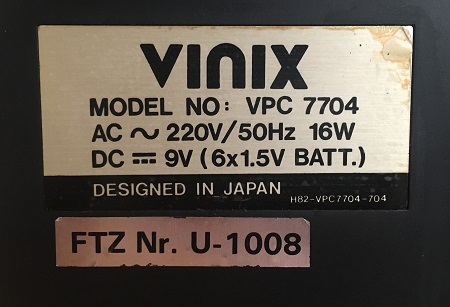 VINIX
MODEL NO: VPC 7704
AC ~ 220V/50Hz 16W
DC ⎓ 9V (6x1.5V BATT.)
DESIGNED IN JAPAN H82-VPC7704-704
FTZ Nr. U-1008